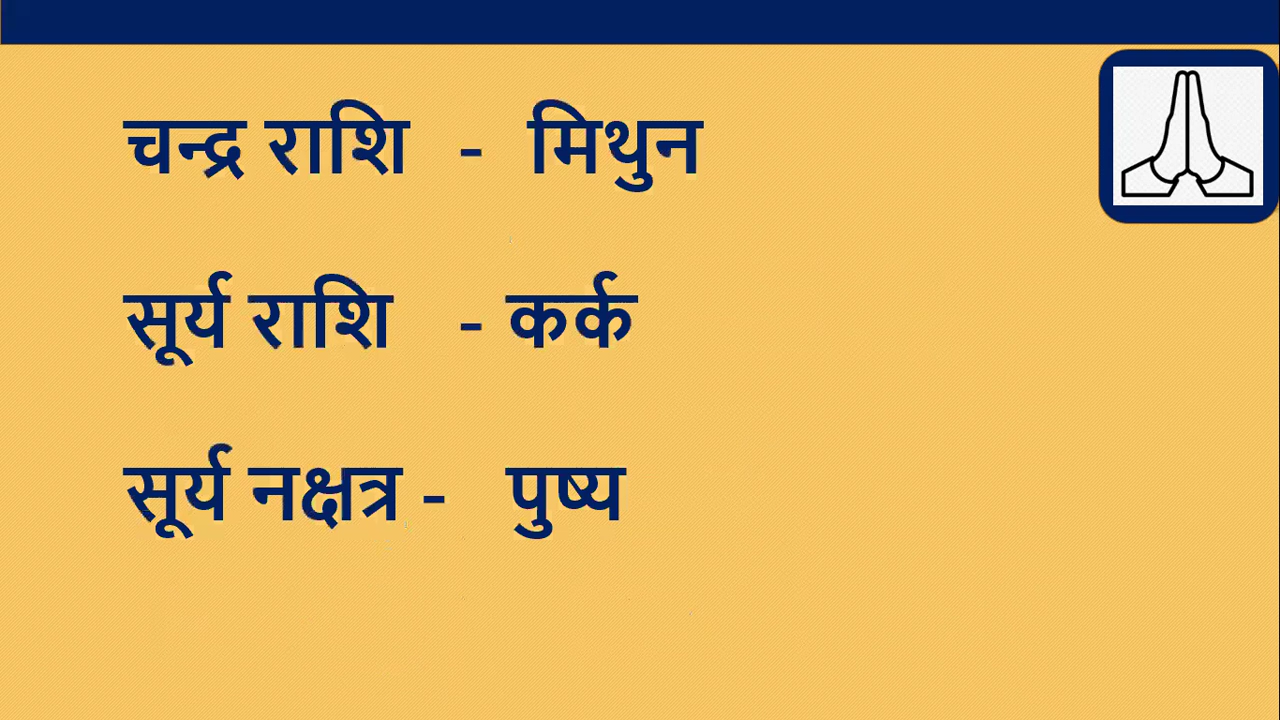 चन्द्र राशि - मिथुन
सूर्य राशि - कर्क
सूर्य नक्षत्र - पुष्य